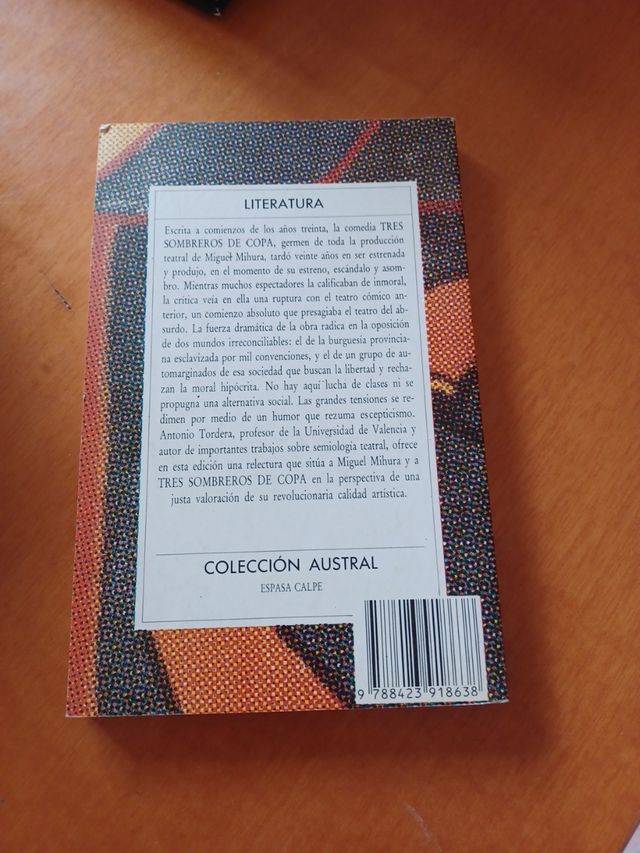 LITERATURA
Escrita a comienzos de los años treinta, la comedia TRES
SOMBREROS DE COPA, germen de toda la producción
teatral de Miguel Mihura, tardó veinte años en ser estrenada
y produjo, en el momento de su estreno, escándalo y asom-
bro. Mientras muchos espectadores la calificaban de inmoral,
la crítica veía en ella una ruptura con el teatro cómico an-
terior, un comienzo absoluto que presagiaba el teatro del ab-
surdo. La fuerza dramática de la obra radica en la oposición
de dos mundos irreconciliables: el de la burguesía provincia-
na esclavizada por mil convenciones, y el de un grupo de au-
tomarginados de esa sociedad que buscan la libertad y recha-
zan la moral hipócrita. No hay aquí lucha de clases ni se
propugna una alternativa social. Las grandes tensiones se re-
dimen por medio de un humor que rezuma escepticismo.
Antonio Tordera, profesor de la Universidad de Valencia y
autor de importantes trabajos sobre semiología teatral, ofrece
en esta edición una relectura que sitúa a Miguel Mihura y a
TRES SOMBREROS DE COPA en la perspectiva de una
justa valoración de su revolucionaria calidad artística.
COLECCIÓN AUSTRAL
ESPASA CALPE
9 788423 918638